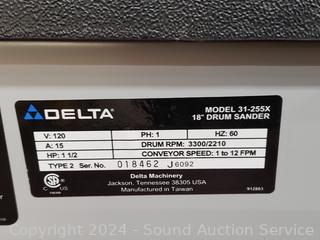 DELTA
MODEL 31-255X
18" DRUM SANDER
V: 120
PH: 1
HZ: 60
A: 15
DRUM RPM: 3300/2210
HP: 1 1/2
CONVEYOR SPEED: 1 to 12 FPM
TYPE 2 Ser. No. 018462 J6092
Delta Machinery
Jackson, Tennessee 38305 USA
Manufactured in Taiwan
C US
912893
Copyright 2024 - Sound Auction Service